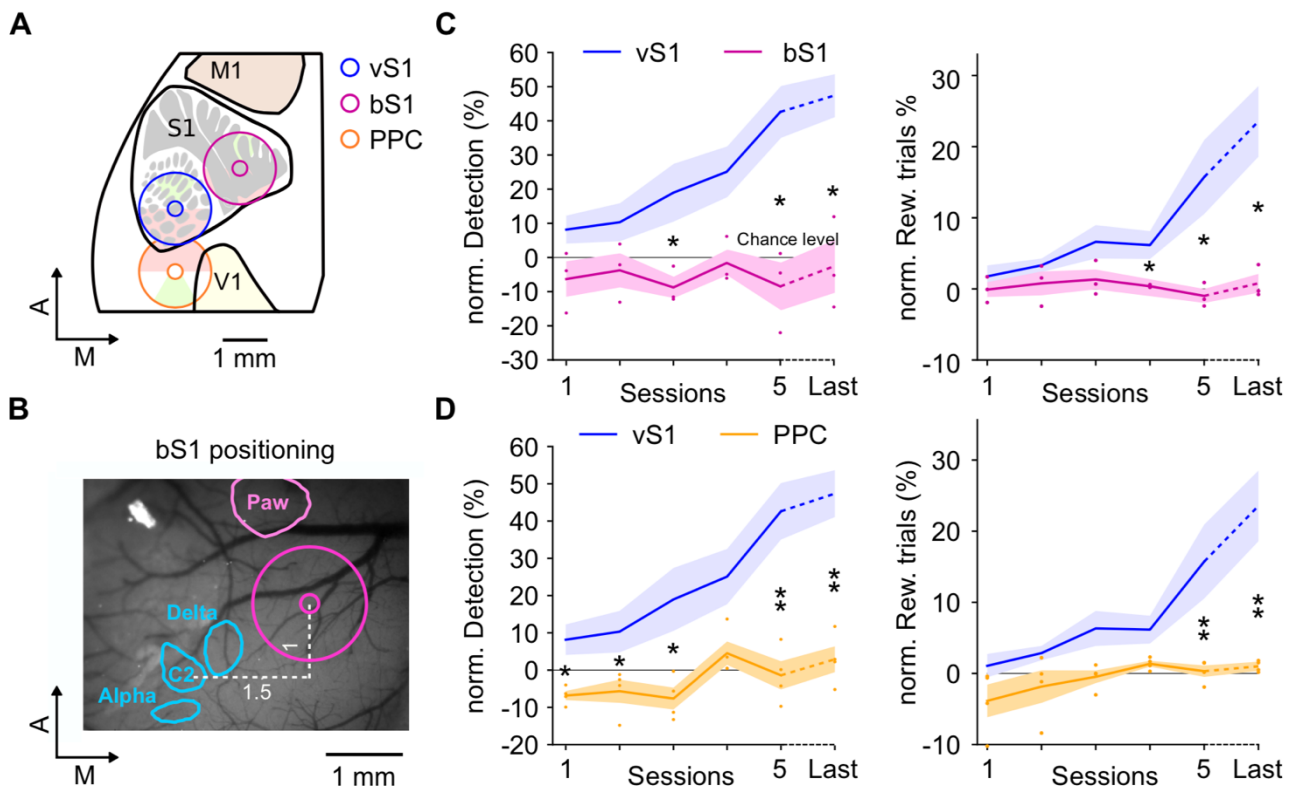 A
M1
S1
V1
vS1
bS1
PPC
A
M
1 mm
B
bS1 positioning
Paw
Delta
C2
Alpha
1
1.5
A
M
1 mm
C
vS1 bS1
norm. Detection (%)
60
50
40
30
20
10
0
-10
-20
-30
*
*
*
Chance level
1 Sessions 5 Last
norm. Rew. trials %
30
20
10
0
-10
*
*
*
1 Sessions 5 Last
D
vS1 PPC
norm. Detection (%)
60
50
40
30
20
10
0
-10
-20
*
*
*
**
**
1 Sessions 5 Last
norm. Rew. trials (%)
30
20
10
0
-10
**
**
1 Sessions 5 Last